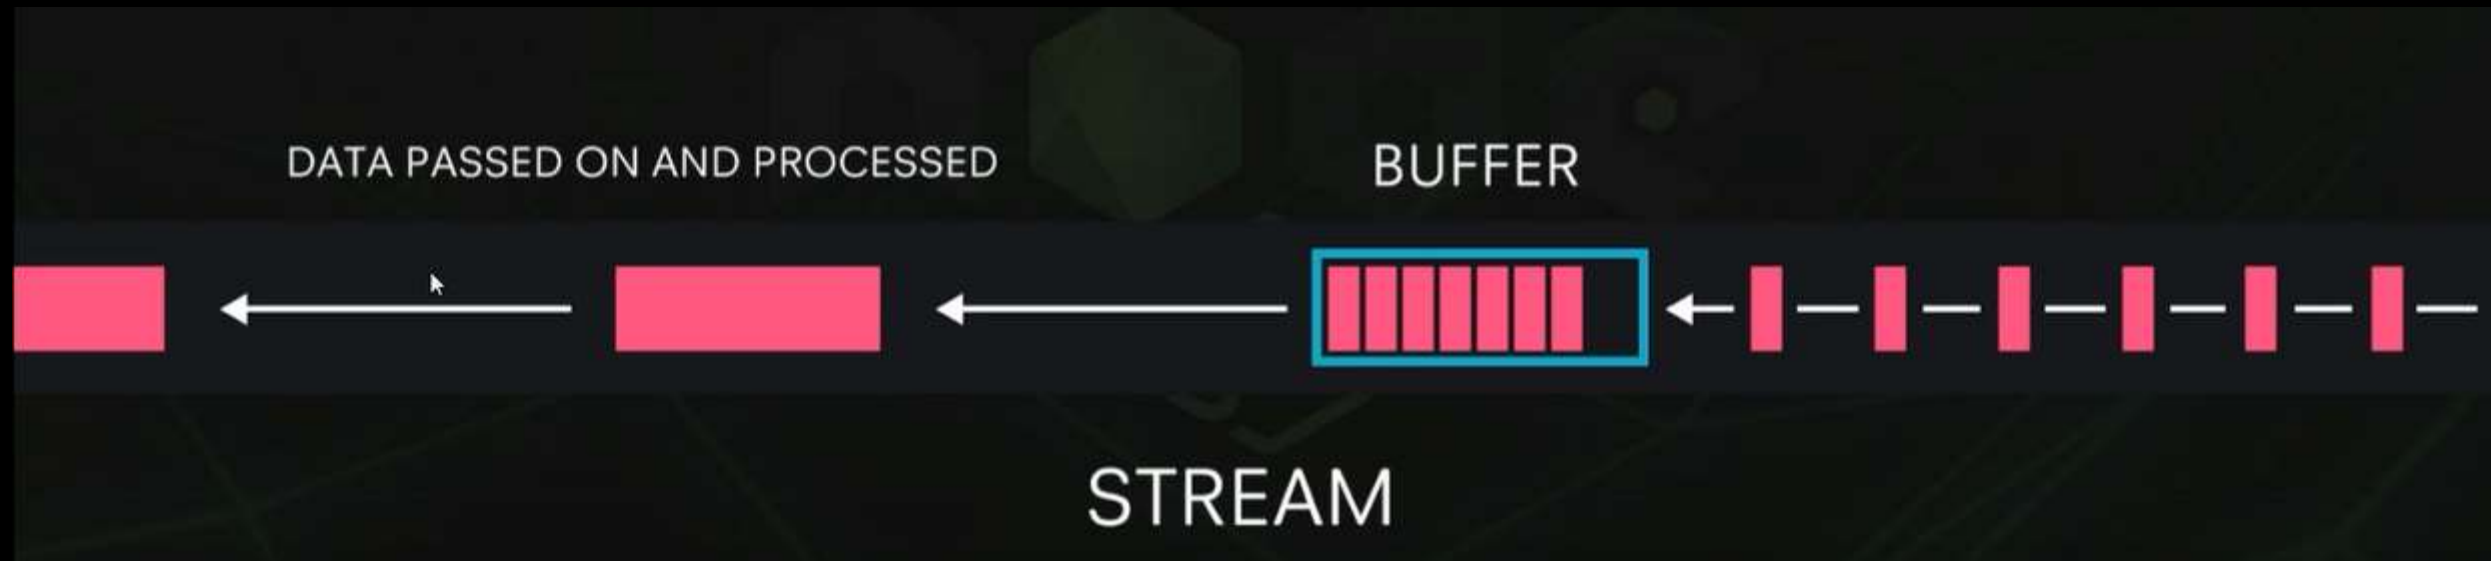 DATA PASSED ON AND PROCESSED
BUFFER
STREAM